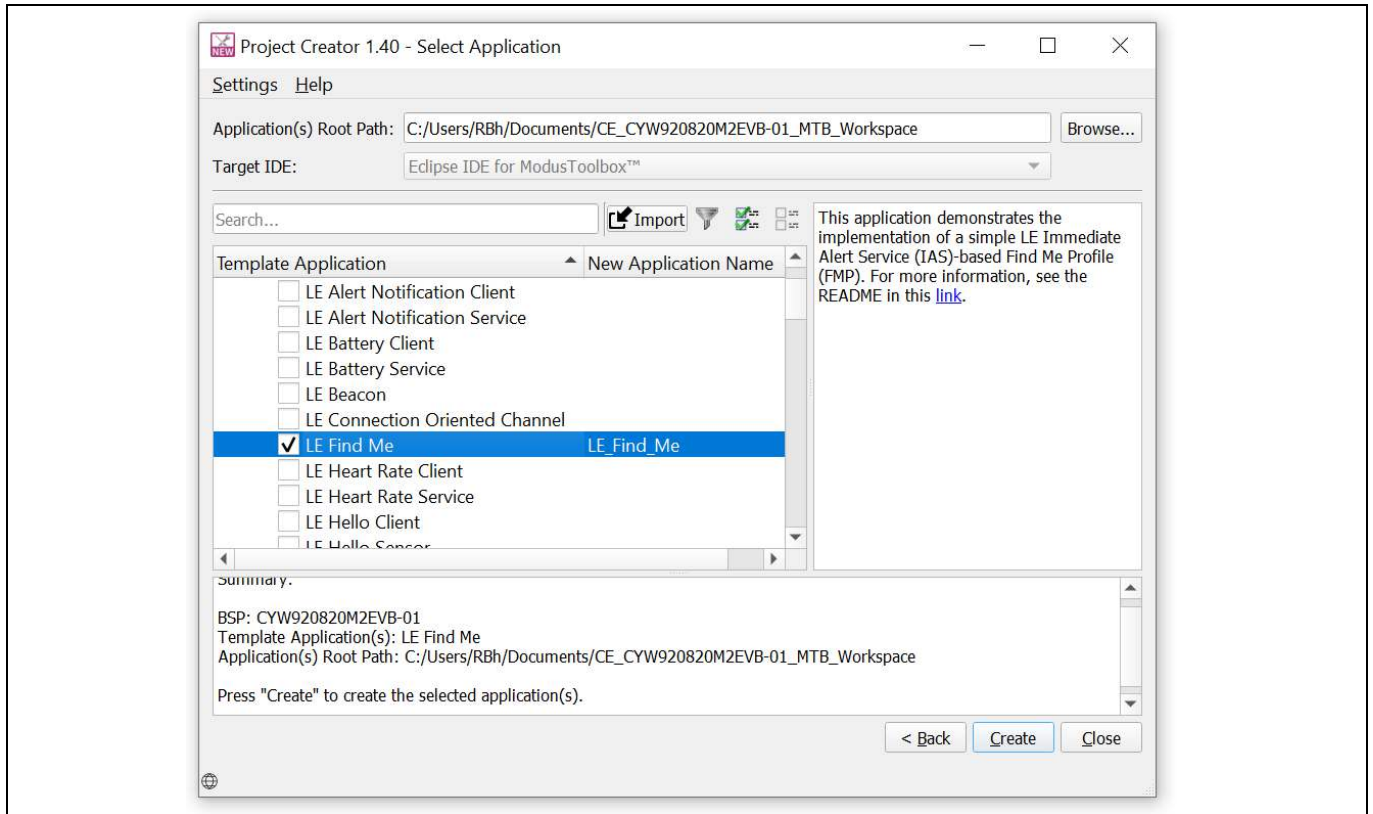 NEW Project Creator 1.40 - Select Application
Settings Help
Application(s) Root Path: C:/Users/RBh/Documents/CE_CYW920820M2EVB-01_MTB_Workspace Browse...
Target IDE: Eclipse IDE for ModusToolbox™
Search... Import
Template Application New Application Name
LE Alert Notification Client
LE Alert Notification Service
LE Battery Client
LE Battery Service
LE Beacon
LE Connection Oriented Channel
LE Find Me LE_Find_Me
LE Heart Rate Client
LE Heart Rate Service
LE Hello Client
LE Hello Sensor
This application demonstrates the
implementation of a simple LE Immediate
Alert Service (IAS)-based Find Me Profile
(FMP). For more information, see the
README in this link.
Summary:
BSP: CYW920820M2EVB-01
Template Application(s): LE Find Me
Application(s) Root Path: C:/Users/RBh/Documents/CE_CYW920820M2EVB-01_MTB_Workspace
Press "Create" to create the selected application(s).
< Back Create Close